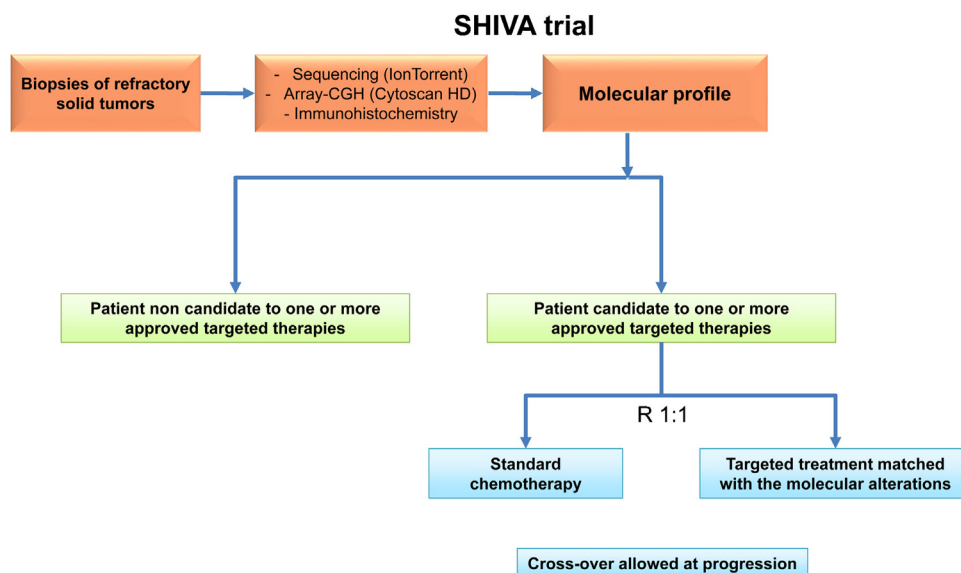 SHIVA trial
Biopsies of refractory
solid tumors
- Sequencing (IonTorrent)
- Array-CGH (Cytoscan HD)
- Immunohistochemistry
Molecular profile
Patient non candidate to one or more
approved targeted therapies
Patient candidate to one or more
approved targeted therapies
R 1:1
Standard
chemotherapy
Targeted treatment matched
with the molecular alterations
Cross-over allowed at progression